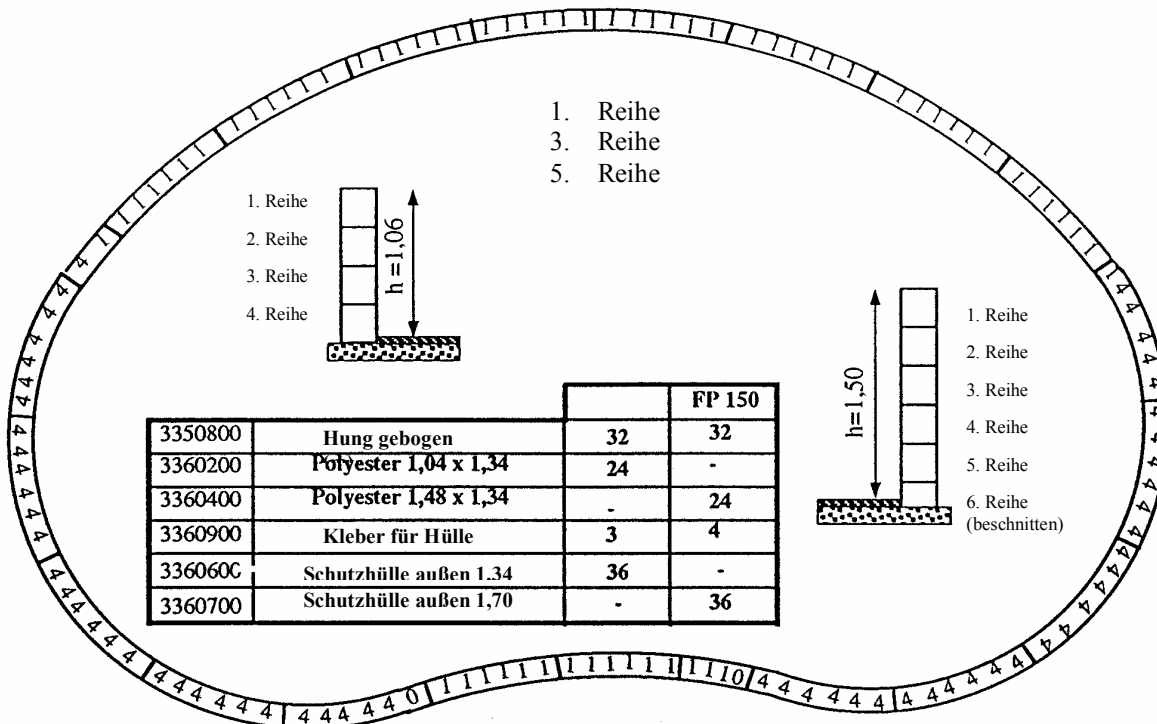 1. Reihe
3. Reihe
5. Reihe
1. Reihe
2. Reihe
3. Reihe
4. Reihe
h =1,06
h=1,50
1. Reihe
2. Reihe
3. Reihe
4. Reihe
5. Reihe
6. Reihe
(beschnitten)
FP 150
3350800 Hung gebogen 32 32
3360200 Polyester 1,04 x 1,34 24 -
3360400 Polyester 1,48 x 1,34 - 24
3360900 Kleber für Hülle 3 4
3360600 Schutzhülle außen 1.34 36 -
3360700 Schutzhülle außen 1,70 - 36